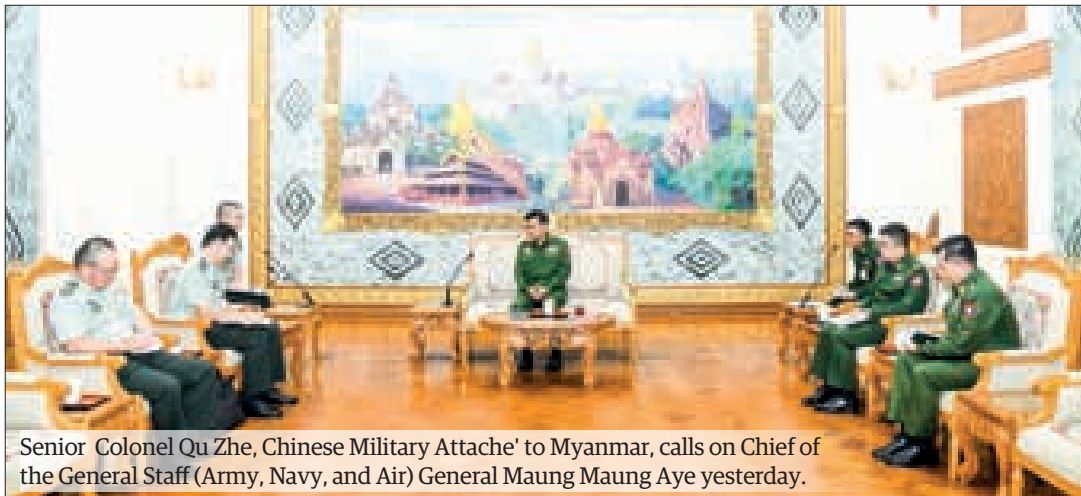 Senior Colonel Qu Zhe, Chinese Military Attache' to Myanmar, calls on Chief of
the General Staff (Army, Navy, and Air) General Maung Maung Aye yesterday.